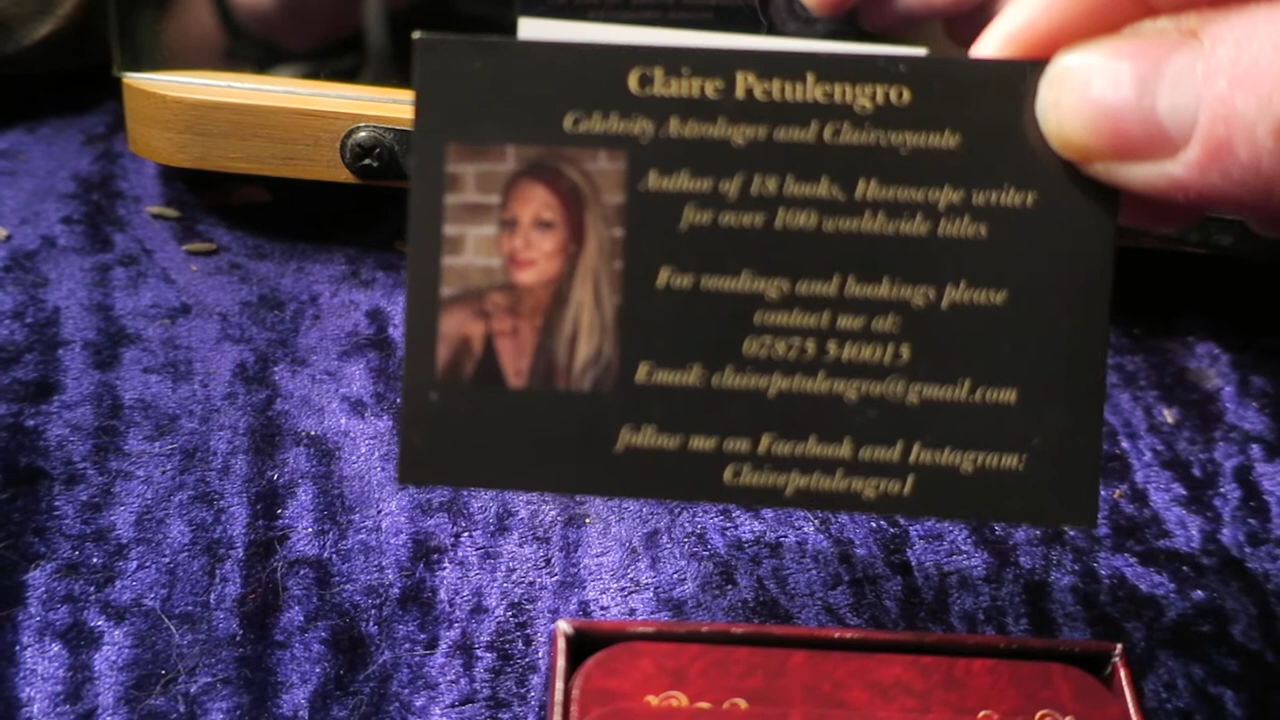 Claire Petulengro
Celebrity Astrologer and Clairvoyante
Author of 18 books, Horoscope writer
for over 100 worldwide titles
For readings and bookings please
contact me at:
07875 540015
Email: clairepetulengro@gmail.com
follow me on Facebook and Instagram:
Clairepetulengro1